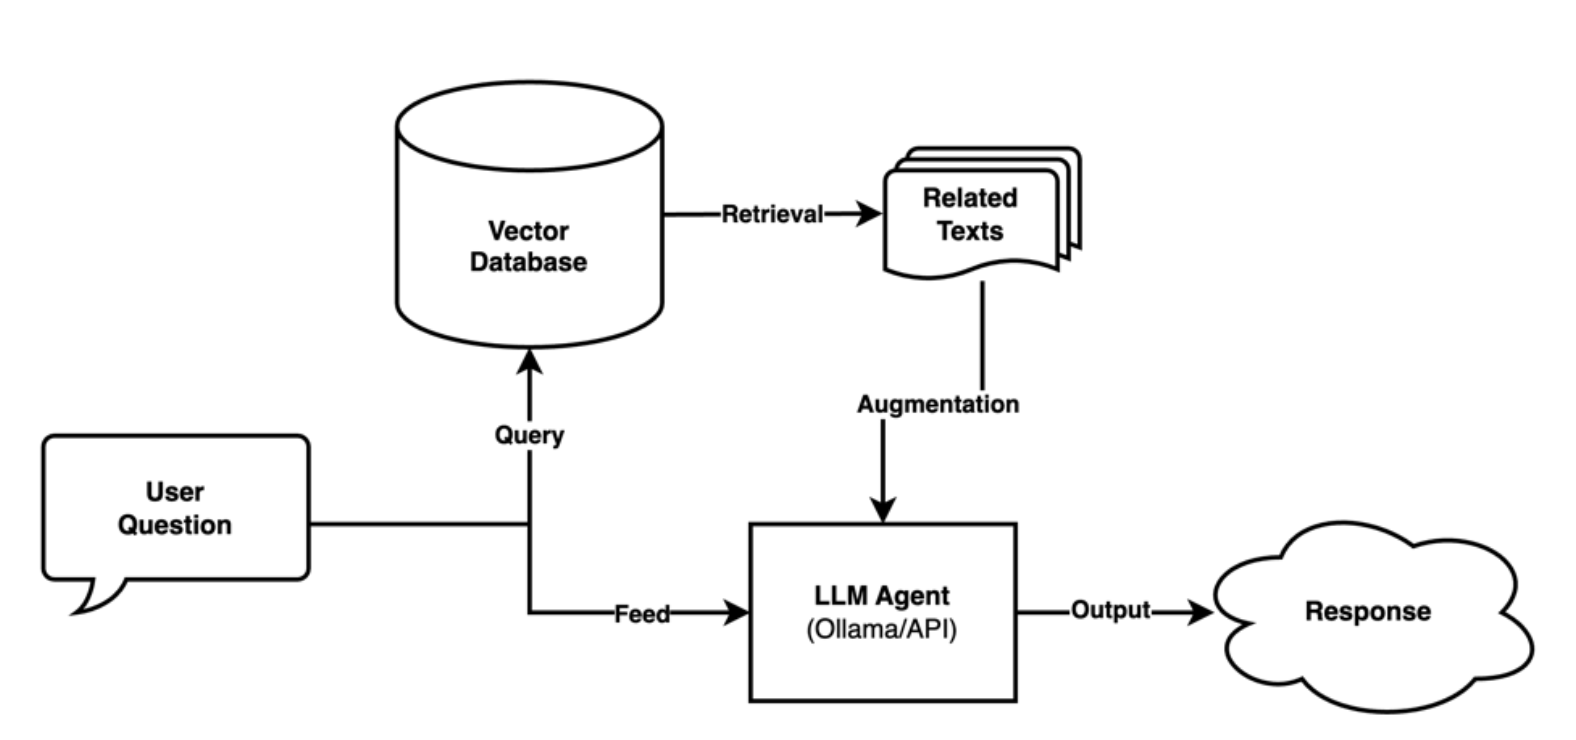 Vector
Database
Retrieval
Related
Texts
Augmentation
Query
User
Question
Feed
LLM Agent
(Ollama/API)
Output
Response